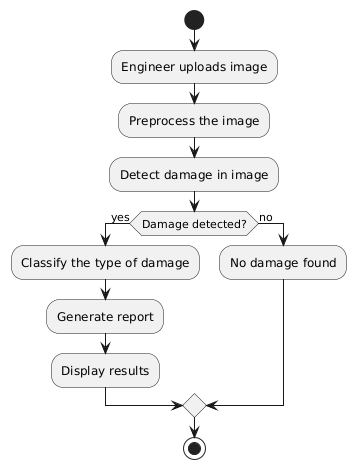 Engineer uploads image
Preprocess the image
Detect damage in image
yes
Damage detected?
no
Classify the type of damage
No damage found
Generate report
Display results